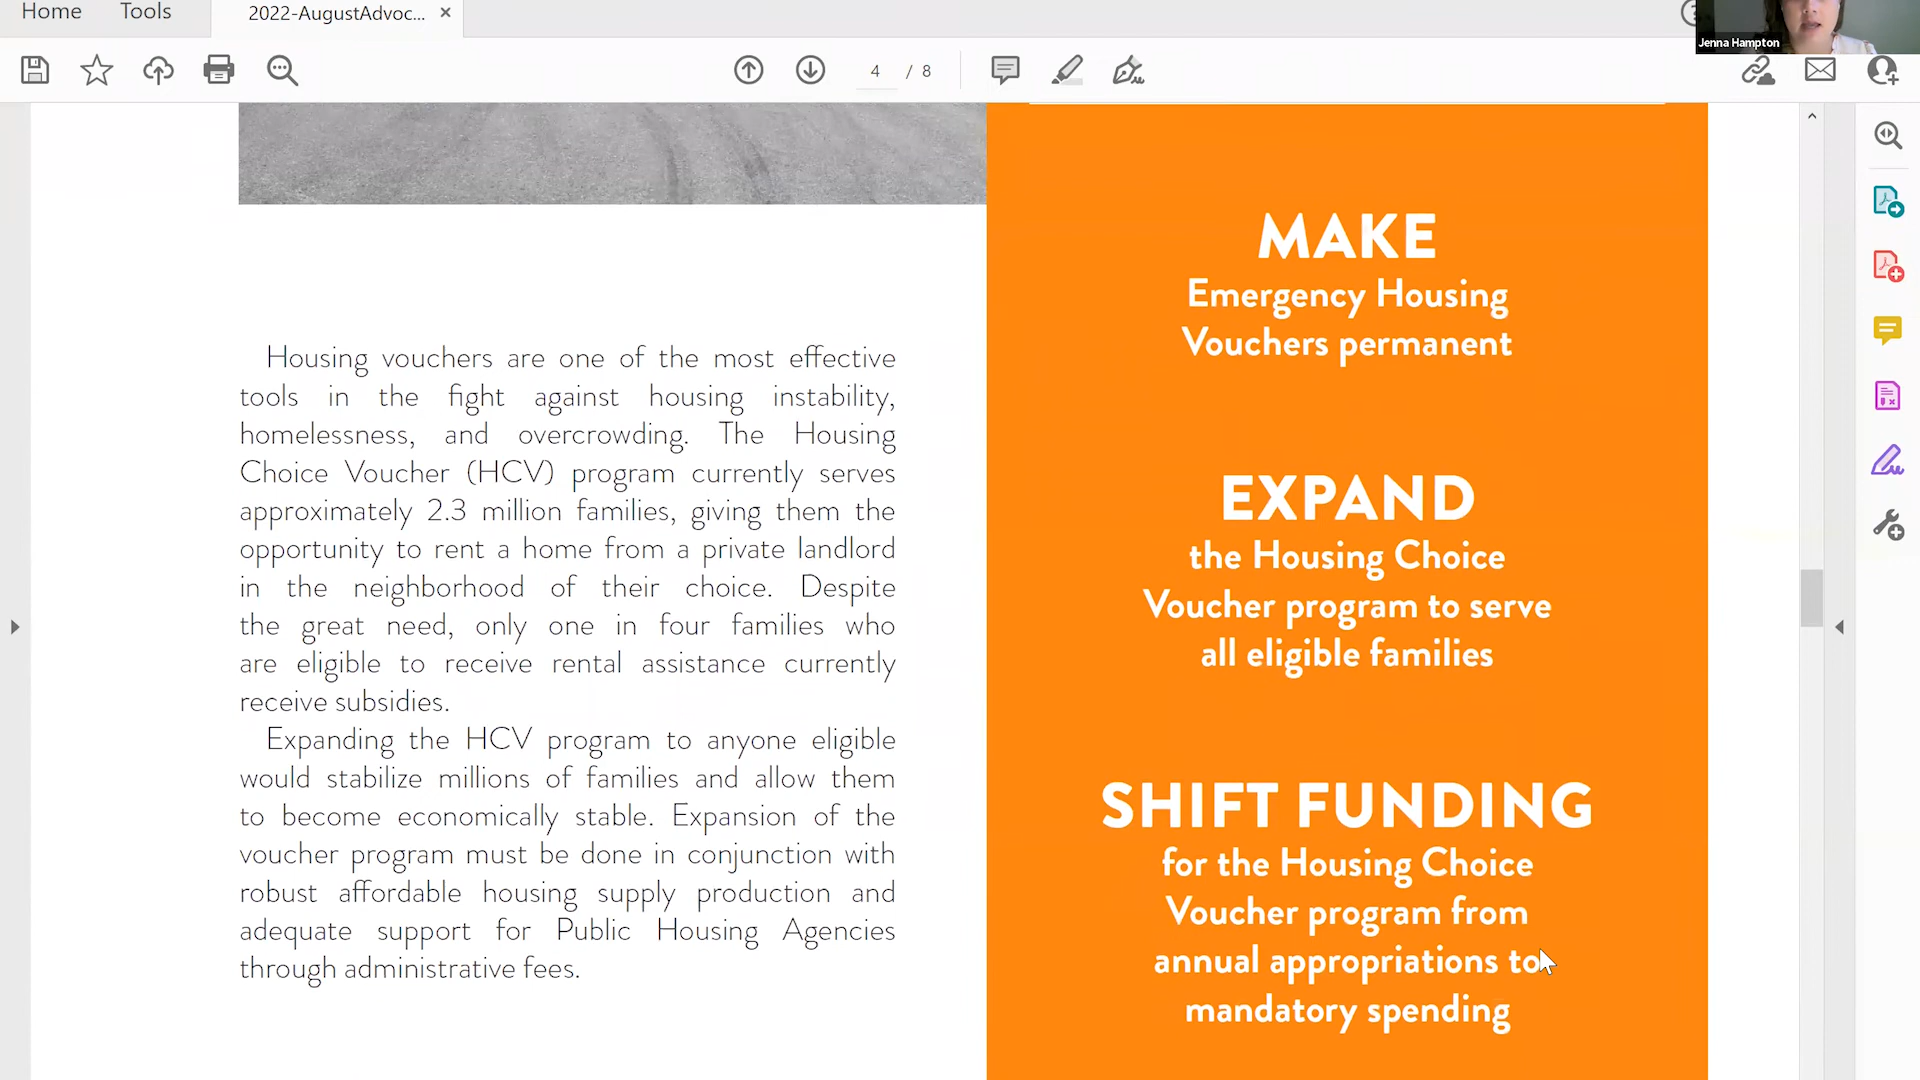 Home
Tools
2022-AugustAdvoc...
Jenna Hampton
4 / 8
Housing vouchers are one of the most effective
tools in the fight against housing instability,
homelessness, and overcrowding. The Housing
Choice Voucher (HCV) program currently serves
approximately 2.3 million families, giving them the
opportunity to rent a home from a private landlord
in the neighborhood of their choice. Despite
the great need, only one in four families who
are eligible to receive rental assistance currently
receive subsidies.
Expanding the HCV program to anyone eligible
would stabilize millions of families and allow them
to become economically stable. Expansion of the
voucher program must be done in conjunction with
robust affordable housing supply production and
adequate support for Public Housing Agencies
through administrative fees.
MAKE
Emergency Housing
Vouchers permanent
EXPAND
the Housing Choice
Voucher program to serve
all eligible families
SHIFT FUNDING
for the Housing Choice
Voucher program from
annual appropriations to
mandatory spending